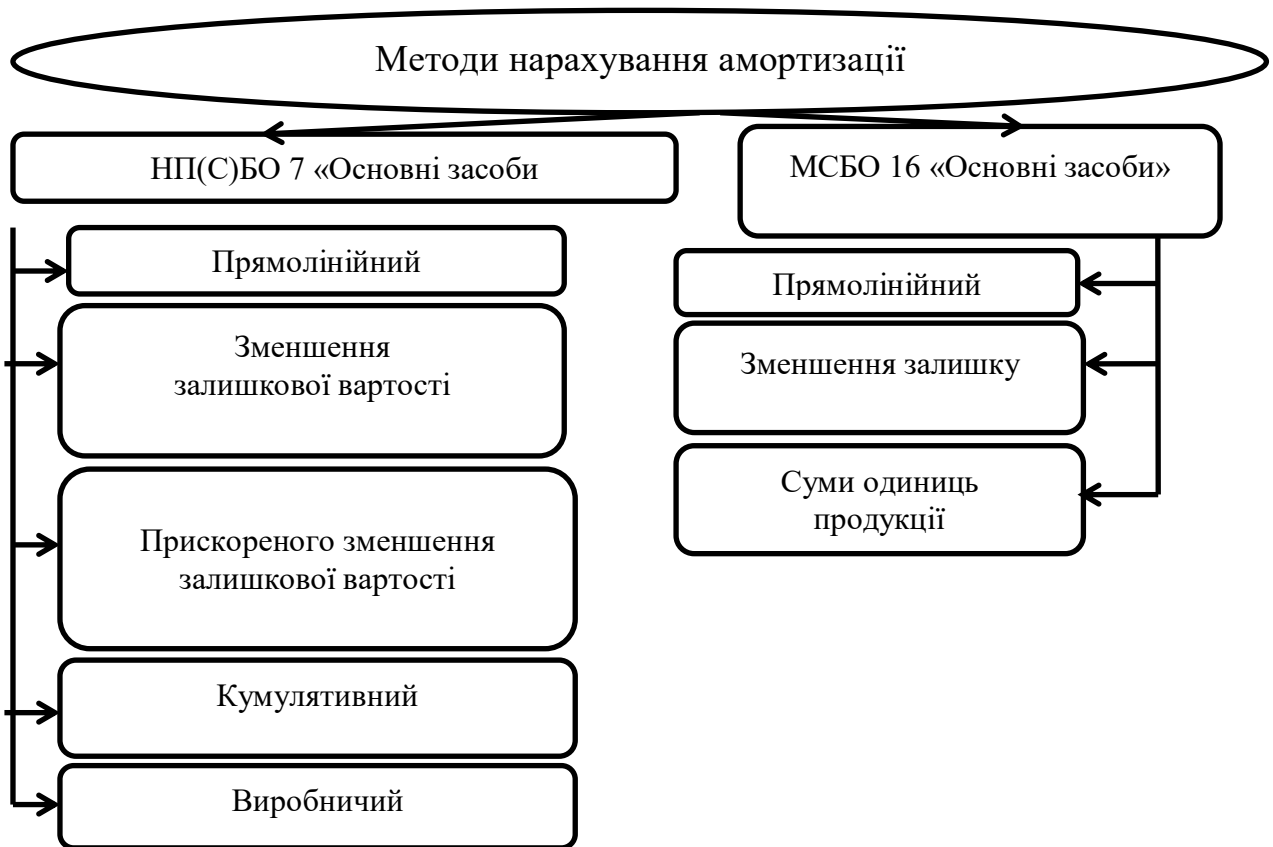 Методи нарахування амортизації
НП(С)БО 7 «Основні засоби
МСБО 16 «Основні засоби»
Прямолінійний
Зменшення
залишкової вартості
Прискореного зменшення
залишкової вартості
Кумулятивний
Виробничий
Прямолінійний
Зменшення залишку
Суми одиниць
продукції